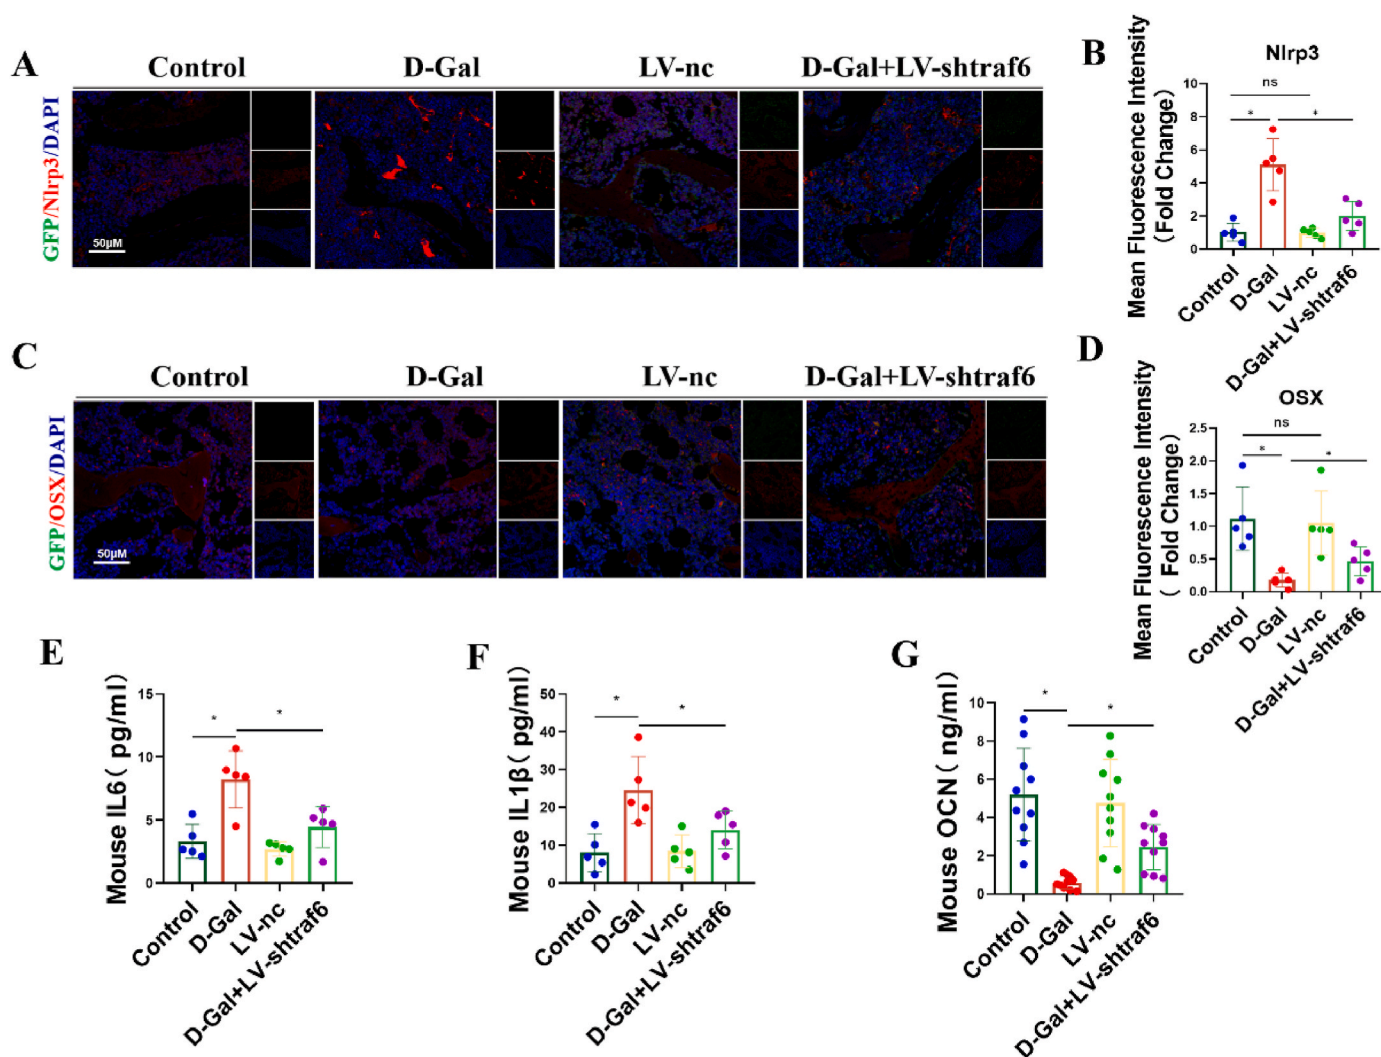 A
Control
D-Gal
LV-nc
D-Gal+LV-shtraf6
GFP/Nlrp3/DAPI
50μM
B
Nlrp3
Mean Fluorescence Intensity
(Fold Change)
10
8
6
4
2
0
ns
*
*
Control
D-Gal
LV-nc
D-Gal+LV-shtraf6
C
Control
D-Gal
LV-nc
D-Gal+LV-shtraf6
GFP/OSX/DAPI
50μM
D
OSX
Mean Fluorescence Intensity
( Fold Change)
2.5
2.0
1.5
1.0
0.5
0.0
ns
*
*
Control
D-Gal
LV-nc
D-Gal+LV-shtraf6
E
Mouse IL6( pg/ml)
15
10
5
0
*
*
Control
D-Gal
LV-nc
D-Gal+LV-shtraf6
F
Mouse IL1β( pg/ml)
50
40
30
20
10
0
*
*
Control
D-Gal
LV-nc
D-Gal+LV-shtraf6
G
Mouse OCN( ng/ml)
10
8
6
4
2
0
*
*
Control
D-Gal
LV-nc
D-Gal+LV-shtraf6